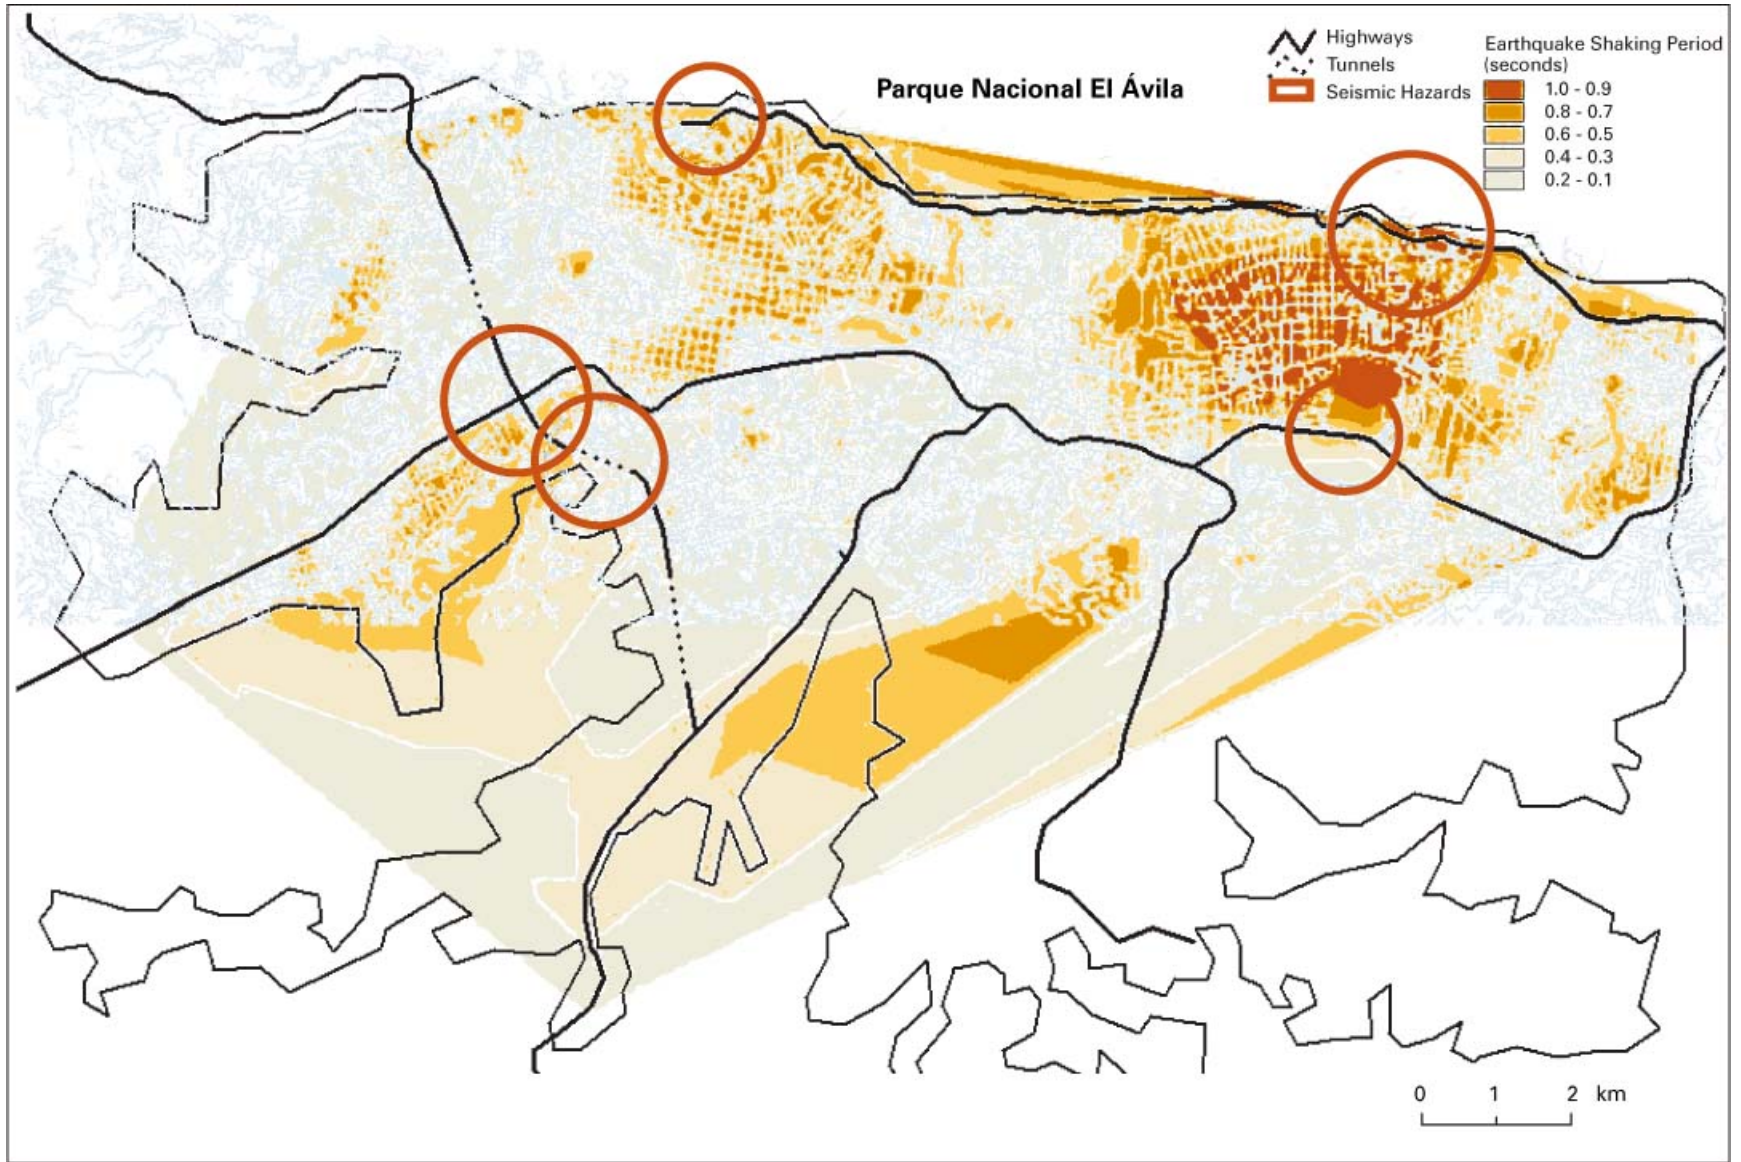 Parque Nacional El Ávila
Highways
Tunnels
Seismic Hazards
Earthquake Shaking Period
(seconds)
1.0 - 0.9
0.8 - 0.7
0.6 - 0.5
0.4 - 0.3
0.2 - 0.1
0 1 2 km